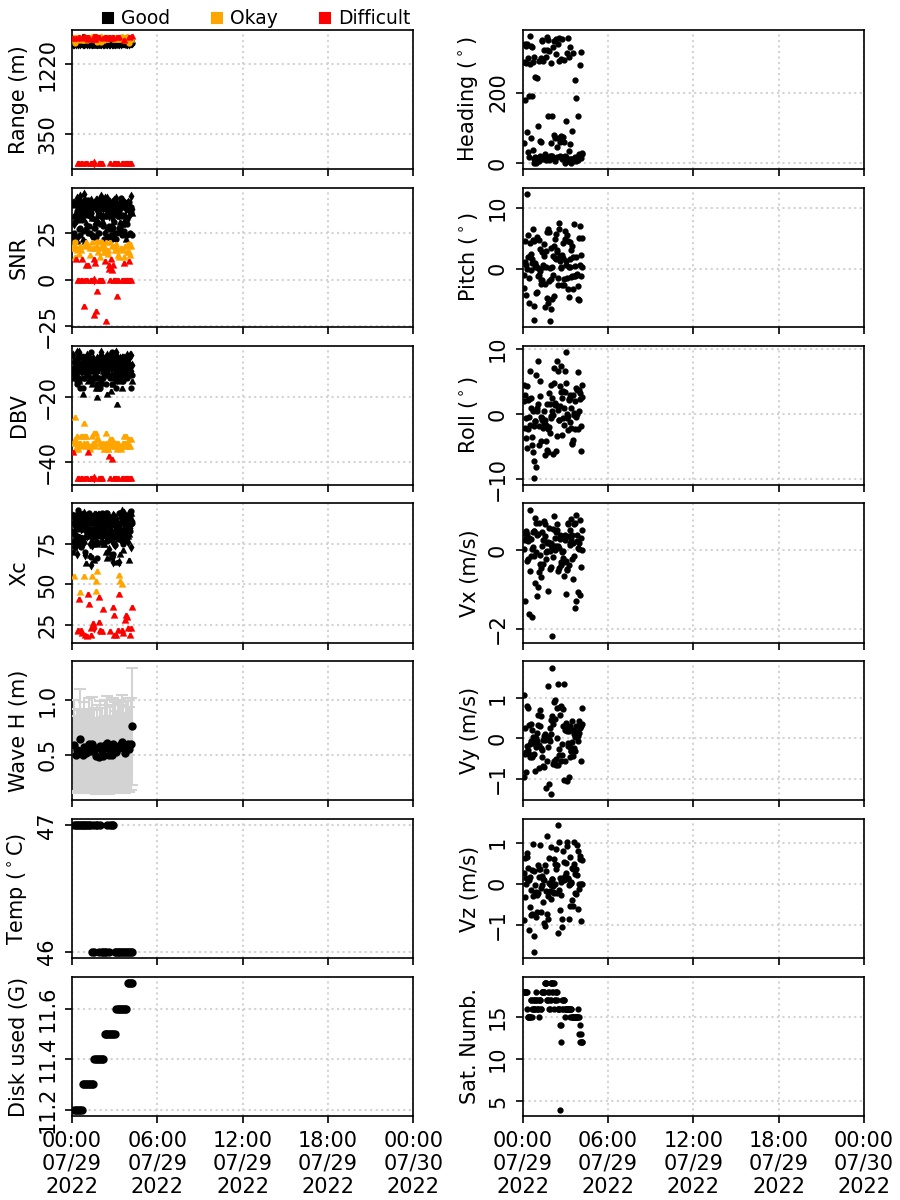 Good Okay Difficult
Range (m)
1220
350
Heading (°)
200
0
SNR
25
0
−25
Pitch (°)
10
0
DBV
−20
−40
Roll (°)
10
0
−10
Xc
75
50
25
Vx (m/s)
0
−2
Wave H (m)
1.0
0.5
Vy (m/s)
1
0
−1
Temp (°C)
47
46
Vz (m/s)
1
0
−1
Disk used (G)
11.6
11.4
11.2
Sat. Numb.
15
10
5
00:00 06:00 12:00 18:00 00:00
07/29 07/29 07/29 07/29 07/30
2022 2022 2022 2022 2022
00:00 06:00 12:00 18:00 00:00
07/29 07/29 07/29 07/29 07/30
2022 2022 2022 2022 2022